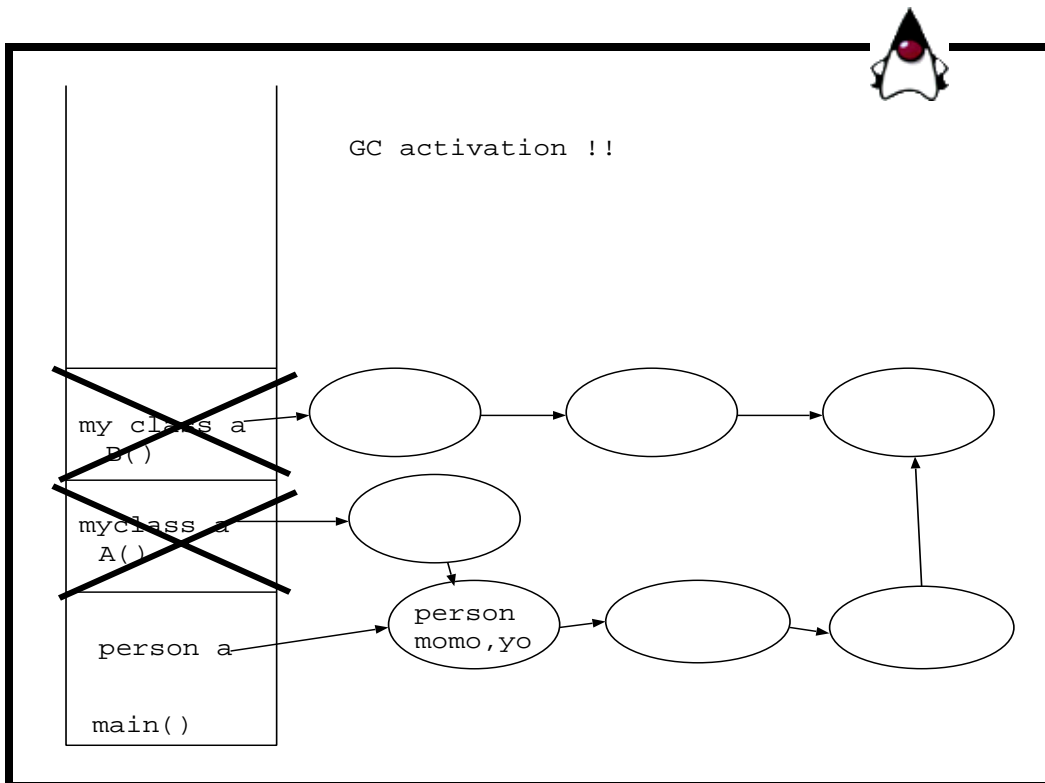 GC activation !!
my class a
B()
myclass a
A()
person a
main()
person
momo,yo